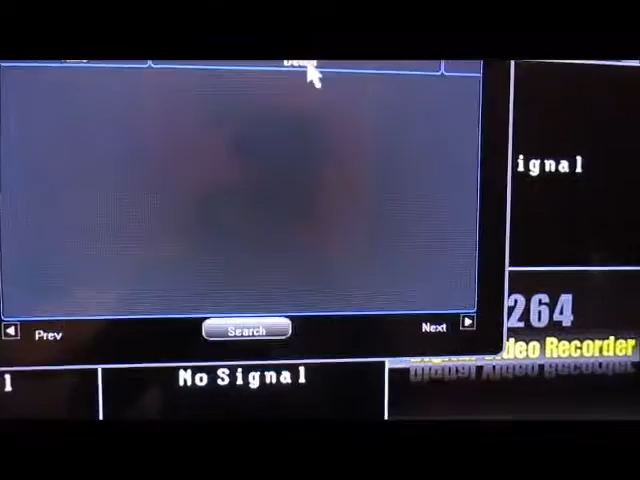 ignal
Prev
Search
Next
264
Video Recorder
l
No Signal